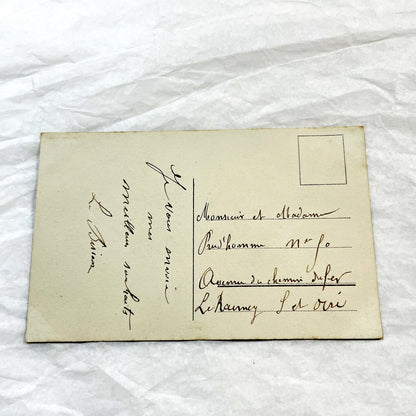 Je vous envoie
mes
meilleurs souhaits
Monsieur et Madame
Prud'homme Nº 50
Avenue du chemin de fer
Le Raincy S et Oise